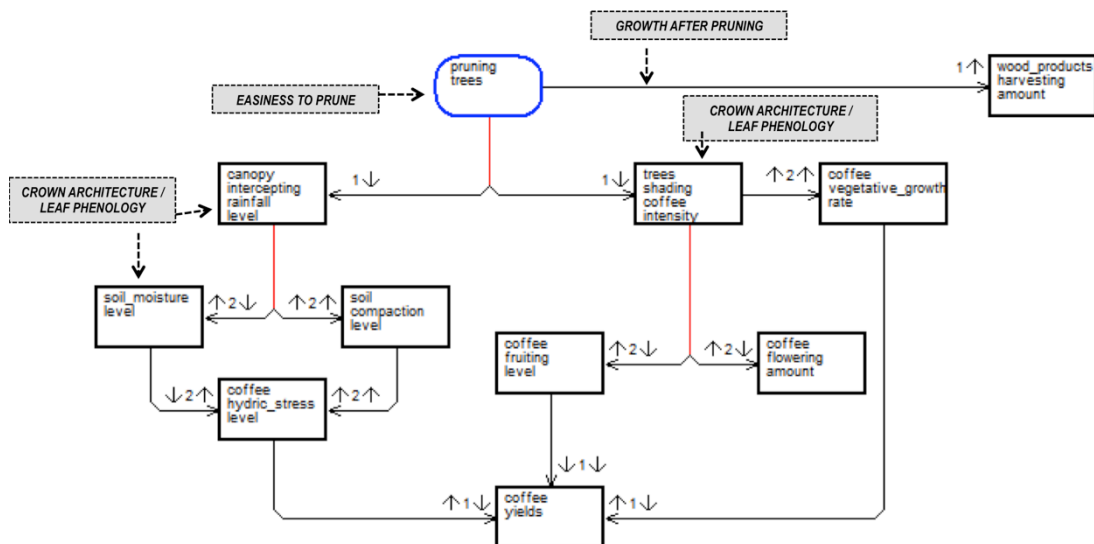 GROWTH AFTER PRUNING
pruning
trees
1↑
wood_products
harvesting
amount
EASINESS TO PRUNE
CROWN ARCHITECTURE /
LEAF PHENOLOGY
CROWN ARCHITECTURE /
LEAF PHENOLOGY
canopy
intercepting
rainfall
level
1↓
1↓
trees
shading
coffee
intensity
↑2↑
coffee
vegetative_growth
rate
soil_moisture
level
↑2↓
↑2↑
soil
compaction
level
coffee
fruiting
level
↑2↓
↑2↓
coffee
flowering
amount
↓2↑
coffee
hydric_stress
level
↑2↑
↓1↓
↑1↓
coffee
yields
↑1↓